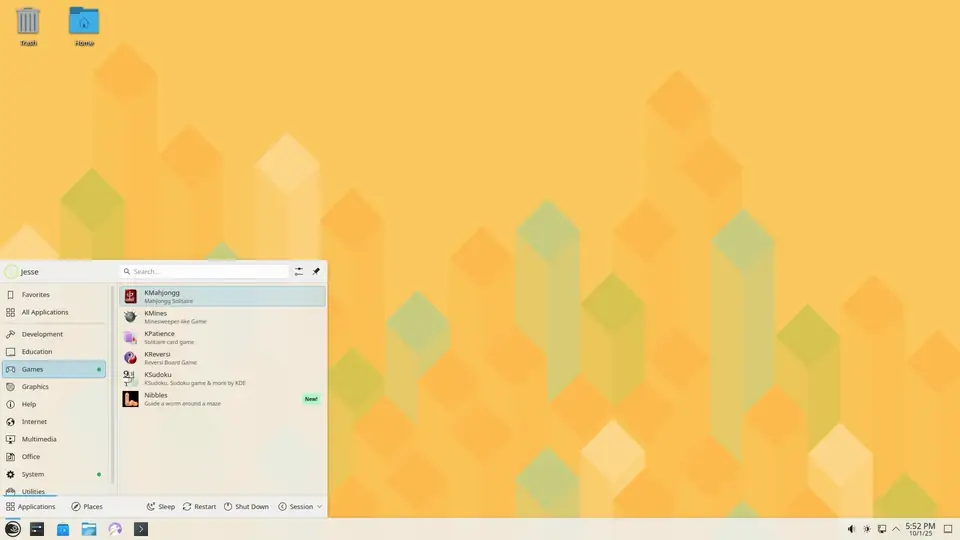 Trash
Home
Jesse
Search...
Favorites
All Applications
Development
Education
Games
Graphics
Help
Internet
Multimedia
Office
System
Utilities
KMahjongg
Mahjongg Solitaire
KMines
Minesweeper-like Game
KPatience
Solitaire card game
KReversi
Reversi Board Game
KSudoku
KSudoku, Sudoku game & more by KDE
Nibbles
Guide a worm around a maze
New!
Applications
Places
Sleep
Restart
Shut Down
Session
5:52 PM
10/1/25